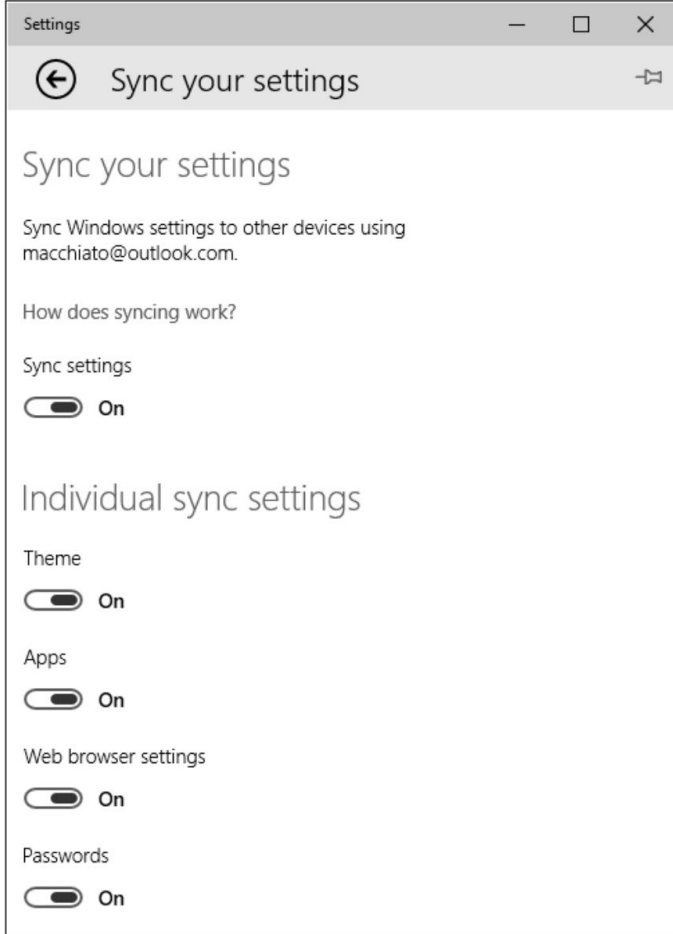 Settings
Sync your settings
Sync your settings
Sync Windows settings to other devices using
macchiato@outlook.com.
How does syncing work?
Sync settings
On
Individual sync settings
Theme
On
Apps
On
Web browser settings
On
Passwords
On